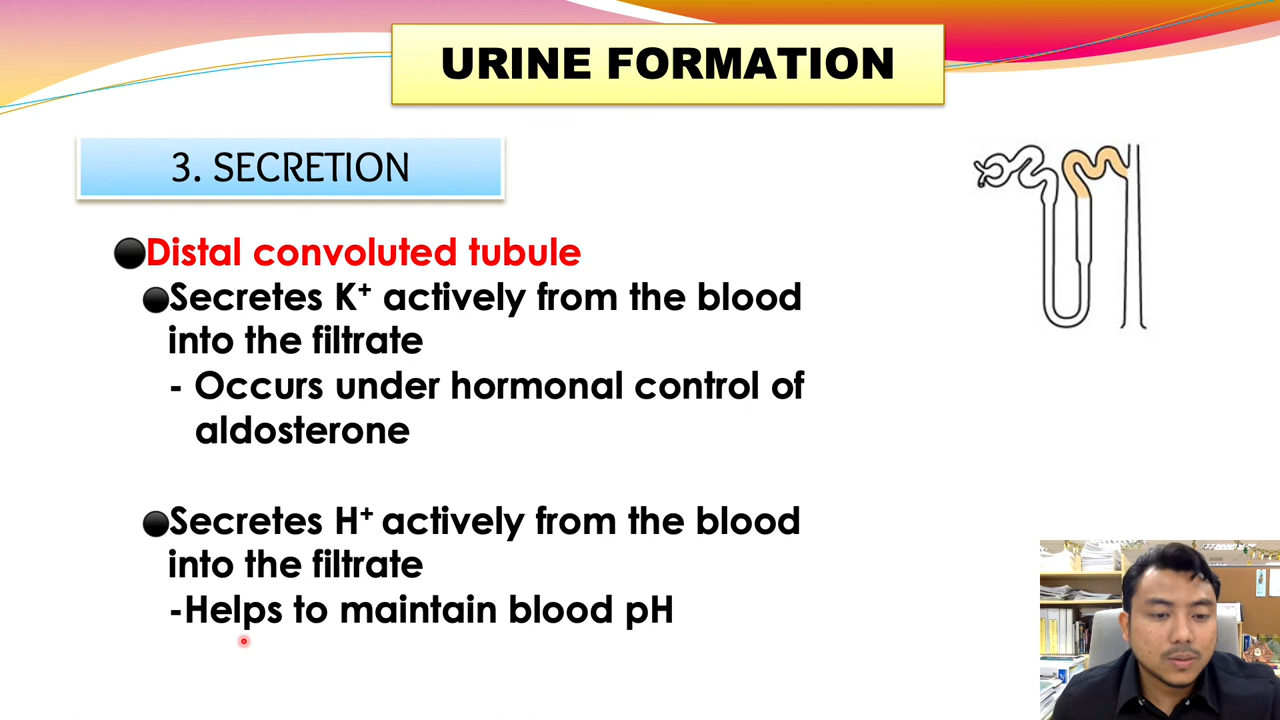 URINE FORMATION
3. SECRETION
Distal convoluted tubule
Secretes K⁺ actively from the blood
into the filtrate
- Occurs under hormonal control of
aldosterone
Secretes H⁺ actively from the blood
into the filtrate
-Helps to maintain blood pH